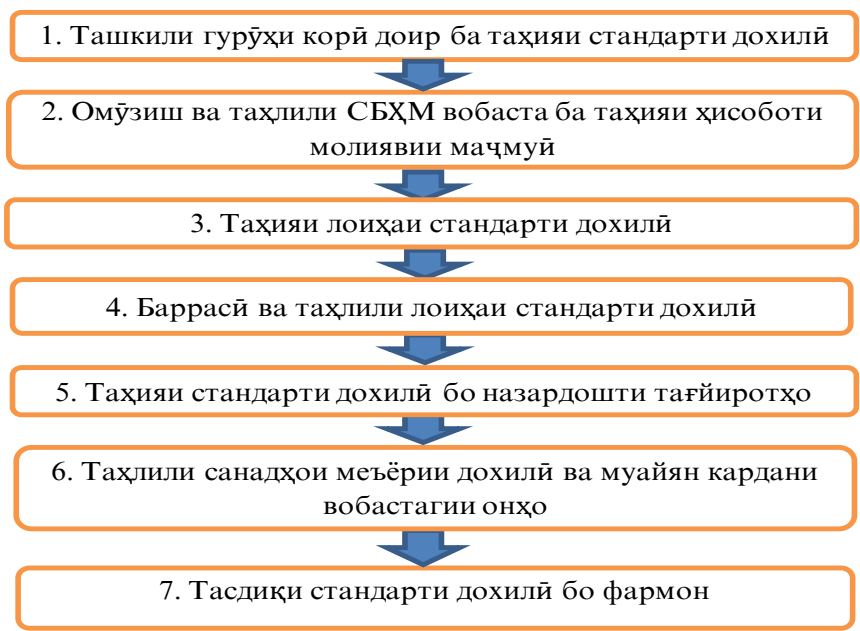 1. Ташкили гурӯҳи корӣ доир ба таҳияи стандарти дохилӣ
2. Омӯзиш ва таҳлили СБҲМ вобаста ба таҳияи ҳисоботи
молиявии маҷмуӣ
3. Таҳияи лоиҳаи стандарти дохилӣ
4. Баррасӣ ва таҳлили лоиҳаи стандарти дохилӣ
5. Таҳияи стандарти дохилӣ бо назардошти тағйиротҳо
6. Таҳлили санадҳои меъёрии дохилӣ ва муайян кардани
вобастагии онҳо
7. Тасдиқи стандарти дохилӣ бо фармон